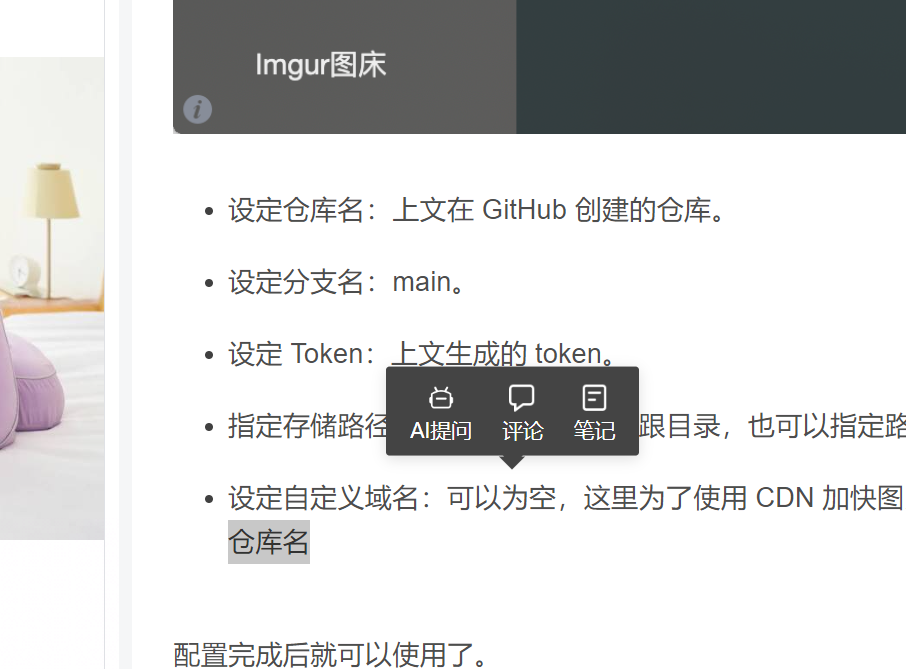 Imgur图床
设定仓库名：上文在 GitHub 创建的仓库。
设定分支名：main。
设定 Token：上文生成的 token。
AI提问 评论 笔记
指定存储路径 跟目录，也可以指定路
设定自定义域名：可以为空，这里为了使用 CDN 加快图
仓库名
配置完成后就可以使用了。